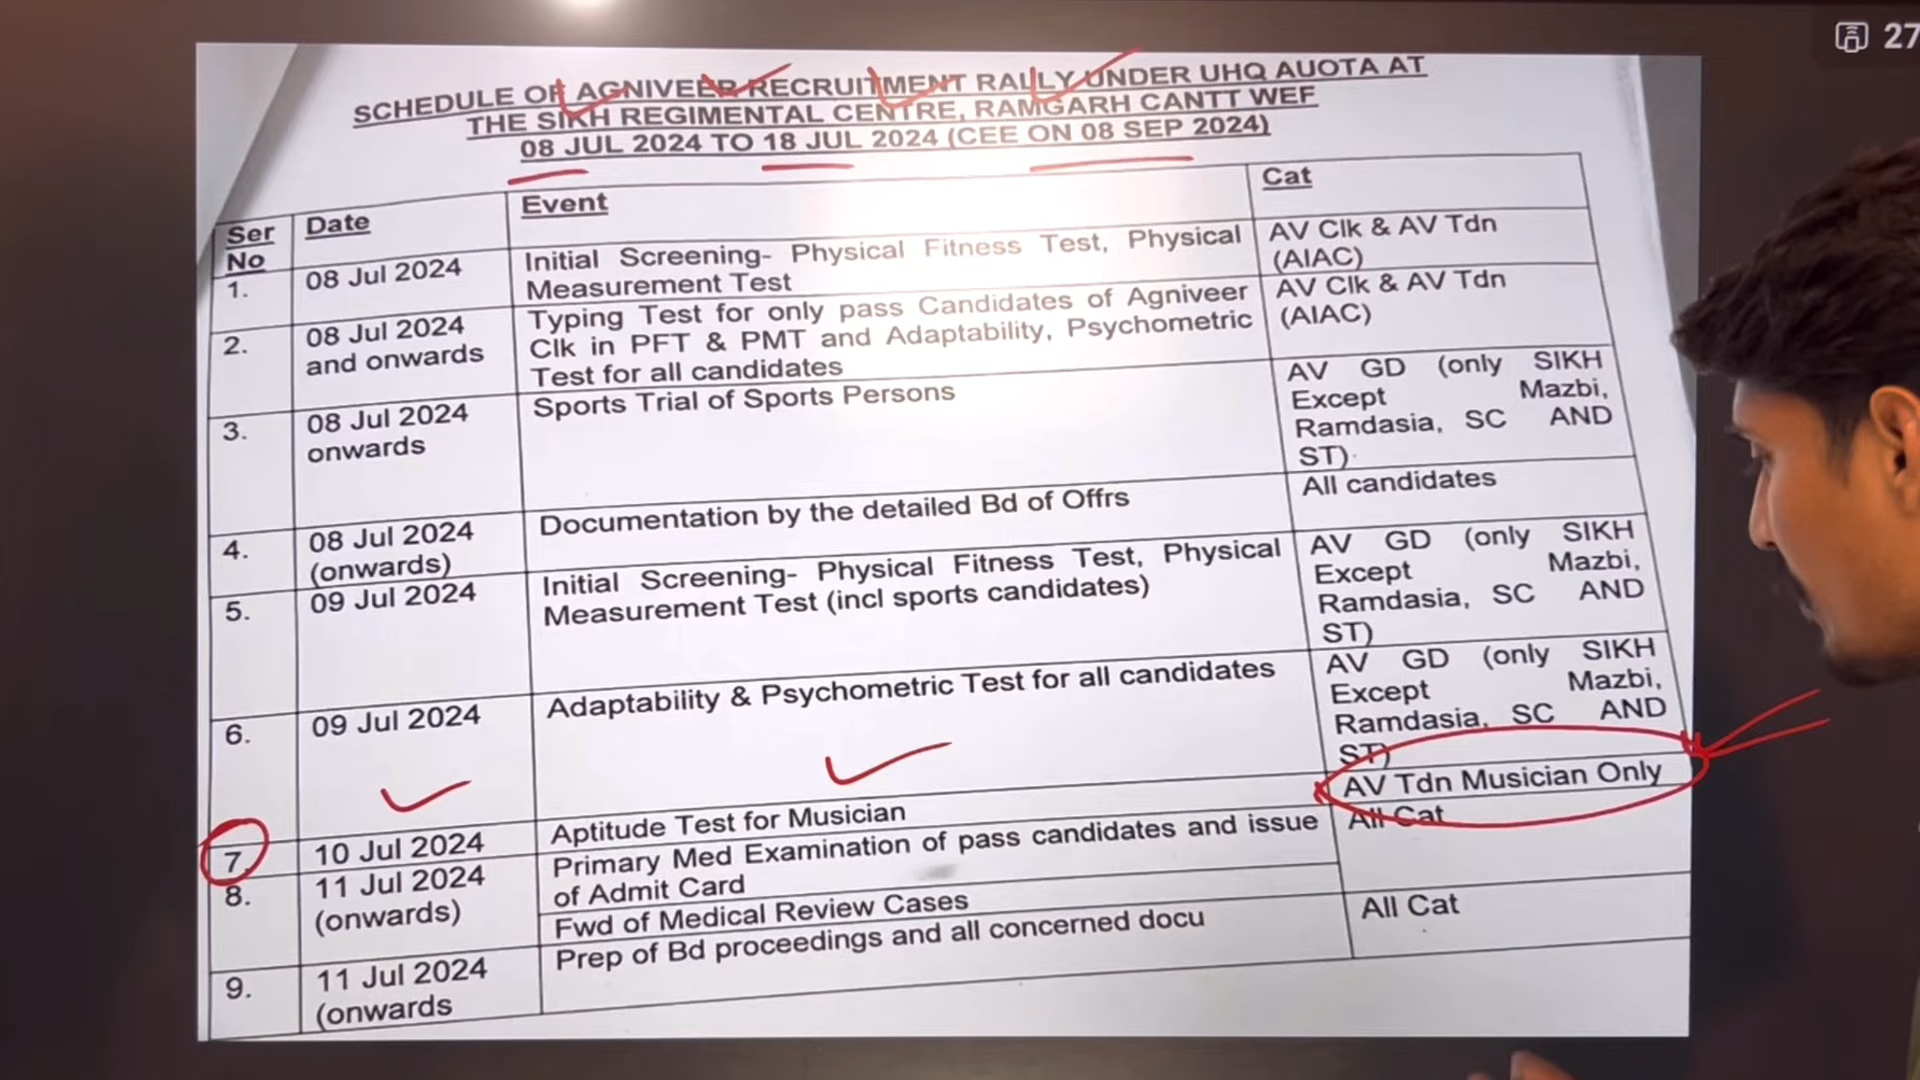 27
SCHEDULE OF AGNIVEER RECRUITMENT RALLY UNDER UHQ AUOTA AT
THE SIKH REGIMENTAL CENTRE, RAMGARH CANTT WEF
08 JUL 2024 TO 18 JUL 2024 (CEE ON 08 SEP 2024)
Ser No
Date
Event
Cat
1.
08 Jul 2024
Initial Screening- Physical Fitness Test, Physical
Measurement Test
AV Clk & AV Tdn
(AIAC)
2.
08 Jul 2024
and onwards
Typing Test for only pass Candidates of Agniveer
Clk in PFT & PMT and Adaptability, Psychometric
Test for all candidates
AV Clk & AV Tdn
(AIAC)
3.
08 Jul 2024
onwards
Sports Trial of Sports Persons
AV GD (only SIKH
Except Mazbi,
Ramdasia, SC AND
ST)
4.
08 Jul 2024
(onwards)
Documentation by the detailed Bd of Offrs
All candidates
5.
09 Jul 2024
Initial Screening- Physical Fitness Test, Physical
Measurement Test (incl sports candidates)
AV GD (only SIKH
Except Mazbi,
Ramdasia, SC AND
ST)
6.
09 Jul 2024
Adaptability & Psychometric Test for all candidates
AV GD (only SIKH
Except Mazbi,
Ramdasia, SC AND
ST)
7.
10 Jul 2024
Aptitude Test for Musician
AV Tdn Musician Only
8.
11 Jul 2024
(onwards)
Primary Med Examination of pass candidates and issue
of Admit Card
Fwd of Medical Review Cases
All Cat
9.
11 Jul 2024
(onwards
Prep of Bd proceedings and all concerned docu
All Cat